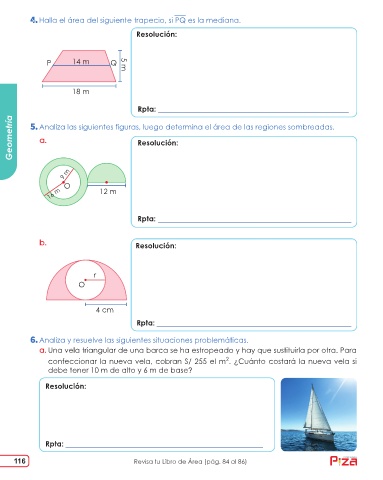 4. Halla el área del siguiente trapecio, si PQ es la mediana.
Resolución:
P 14 m Q
5 m
18 m
Rpta:
Geometría
5. Analiza las siguientes figuras, luego determina el área de las regiones sombreadas.
a.
Resolución:
9 m
O
14 m
12 m
Rpta:
b.
Resolución:
r
O
4 cm
Rpta:
6. Analiza y resuelve las siguientes situaciones problemáticas.
a. Una vela triangular de una barca se ha estropeado y hay que sustituirla por otra. Para
confeccionar la nueva vela, cobran S/ 255 el m². ¿Cuánto costará la nueva vela si
debe tener 10 m de alto y 6 m de base?
Resolución:
Rpta:
116
Revisa tu Libro de Área (pág. 84 al 86)
Piza